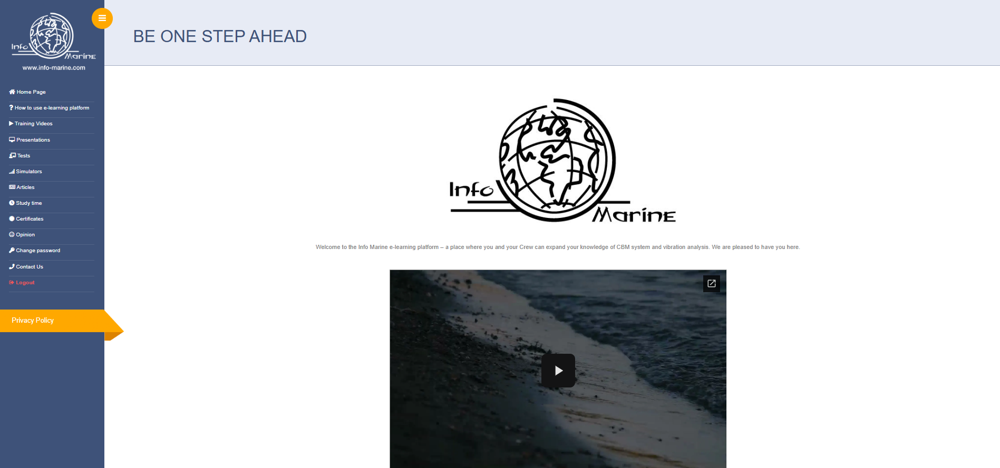 Info
Marine
www.info-marine.com
Home Page
How to use e-learning platform
Training Videos
Presentations
Tests
Simulators
Articles
Study time
Certificates
Opinion
Change password
Contact Us
Logout
Privacy Policy
BE ONE STEP AHEAD
Info
Marine
Welcome to the Info Marine e-learning platform – a place where you and your Crew can expand your knowledge of CBM system and vibration analysis. We are pleased to have you here.